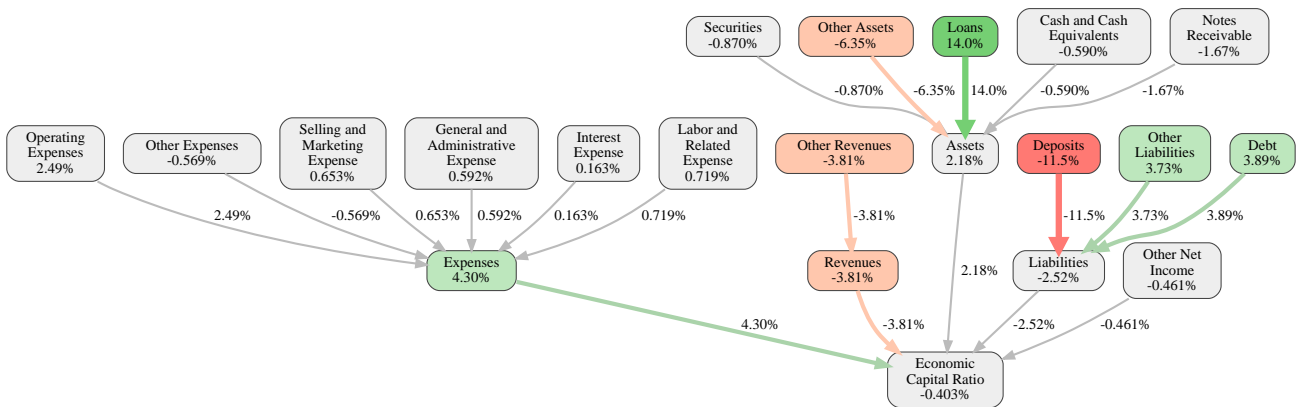 Securities
-0.870%
Other Assets
-6.35%
Loans
14.0%
Cash and Cash
Equivalents
-0.590%
Notes
Receivable
-1.67%
-0.870%
-6.35%
14.0%
-0.590%
-1.67%
Operating
Expenses
2.49%
Other Expenses
-0.569%
Selling and
Marketing
Expense
0.653%
General and
Administrative
Expense
0.592%
Interest
Expense
0.163%
Labor and
Related
Expense
0.719%
Other Revenues
-3.81%
Assets
2.18%
Deposits
-11.5%
Other
Liabilities
3.73%
Debt
3.89%
2.49%
-0.569%
0.653%
0.592%
0.163%
0.719%
-3.81%
-11.5%
3.73%
3.89%
Expenses
4.30%
Revenues
-3.81%
2.18%
Liabilities
-2.52%
Other Net
Income
-0.461%
4.30%
-3.81%
-2.52%
-0.461%
Economic
Capital Ratio
-0.403%